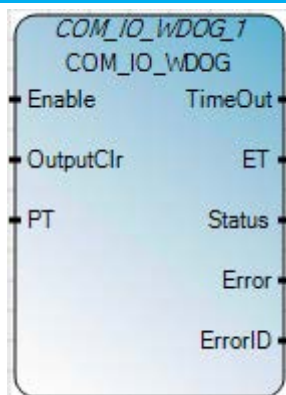 COM_IO_WDOG_1
COM_IO_WDOG
Enable TimeOut
OutputClr ET
PT Status
Error
ErrorID